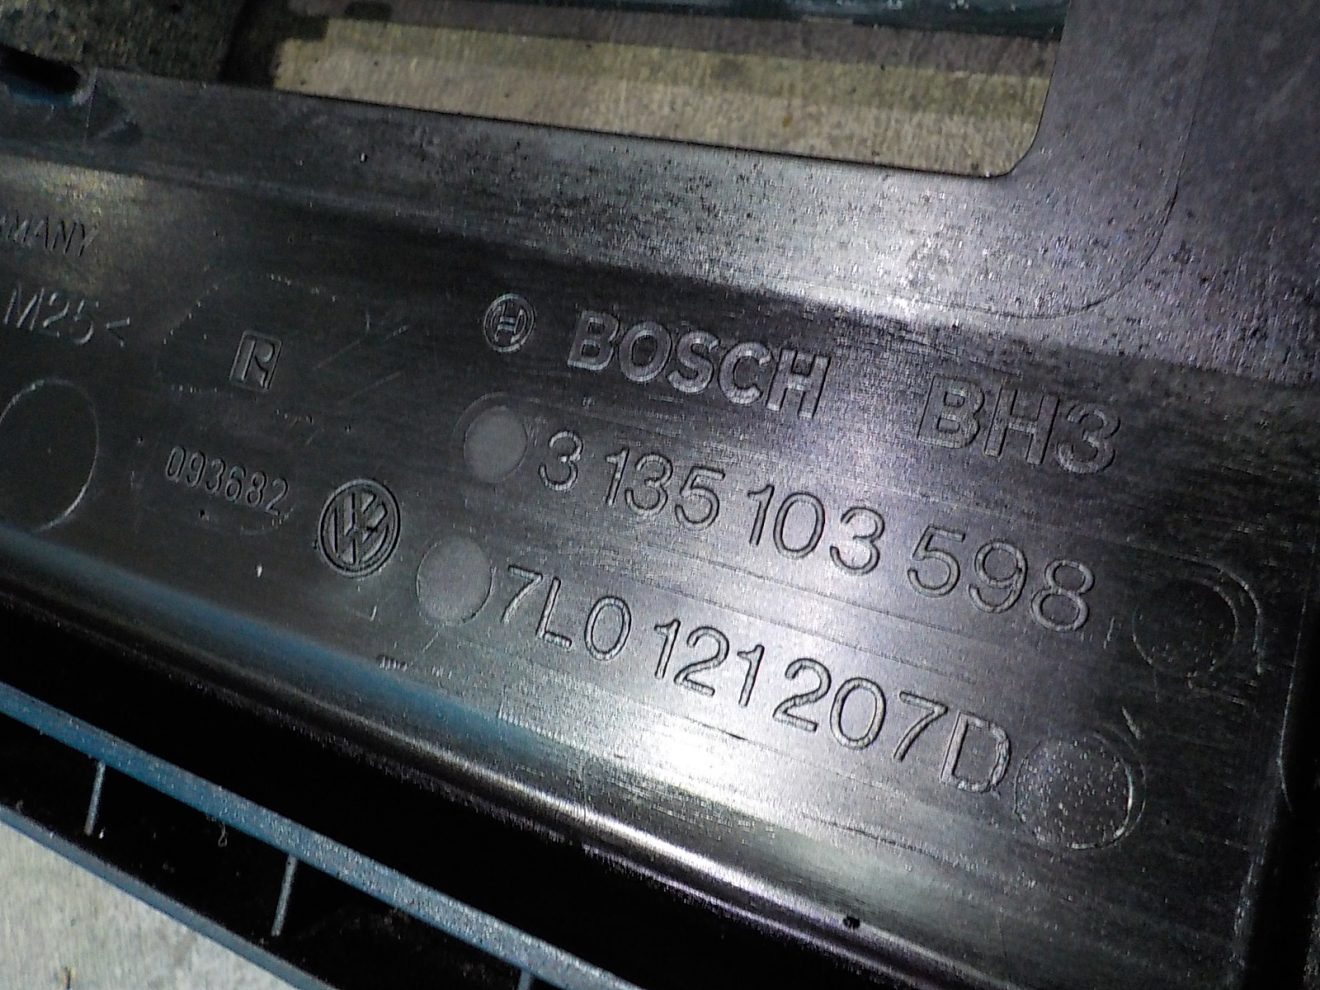 BOSCH BH3
3 135 103 598
7L0 121 207D
M25<
093682